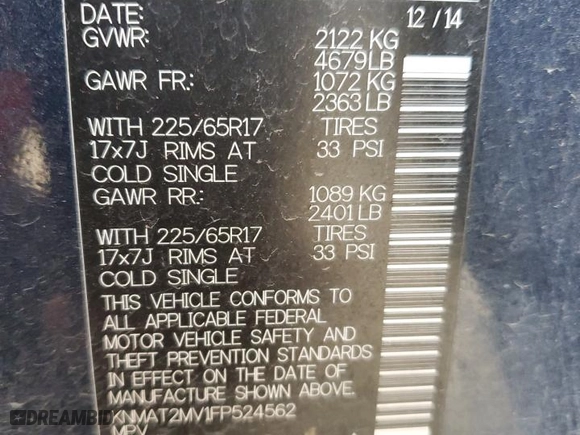 DATE: 12/14
GVWR: 2122 KG
4679LB
GAWR FR: 1072 KG
2363 LB
WITH 225/65R17 TIRES
17x7J RIMS AT 33 PSI
COLD SINGLE
GAWR RR: 1089 KG
2401 LB
WITH 225/65R17 TIRES
17x7J RIMS AT 33 PSI
COLD SINGLE
THIS VEHICLE CONFORMS TO
ALL APPLICABLE FEDERAL
MOTOR VEHICLE SAFETY AND
THEFT PREVENTION STANDARDS
IN EFFECT ON THE DATE OF
MANUFACTURE SHOWN ABOVE.
KNMAT2MV1FP524562
MPV
DREAMBID